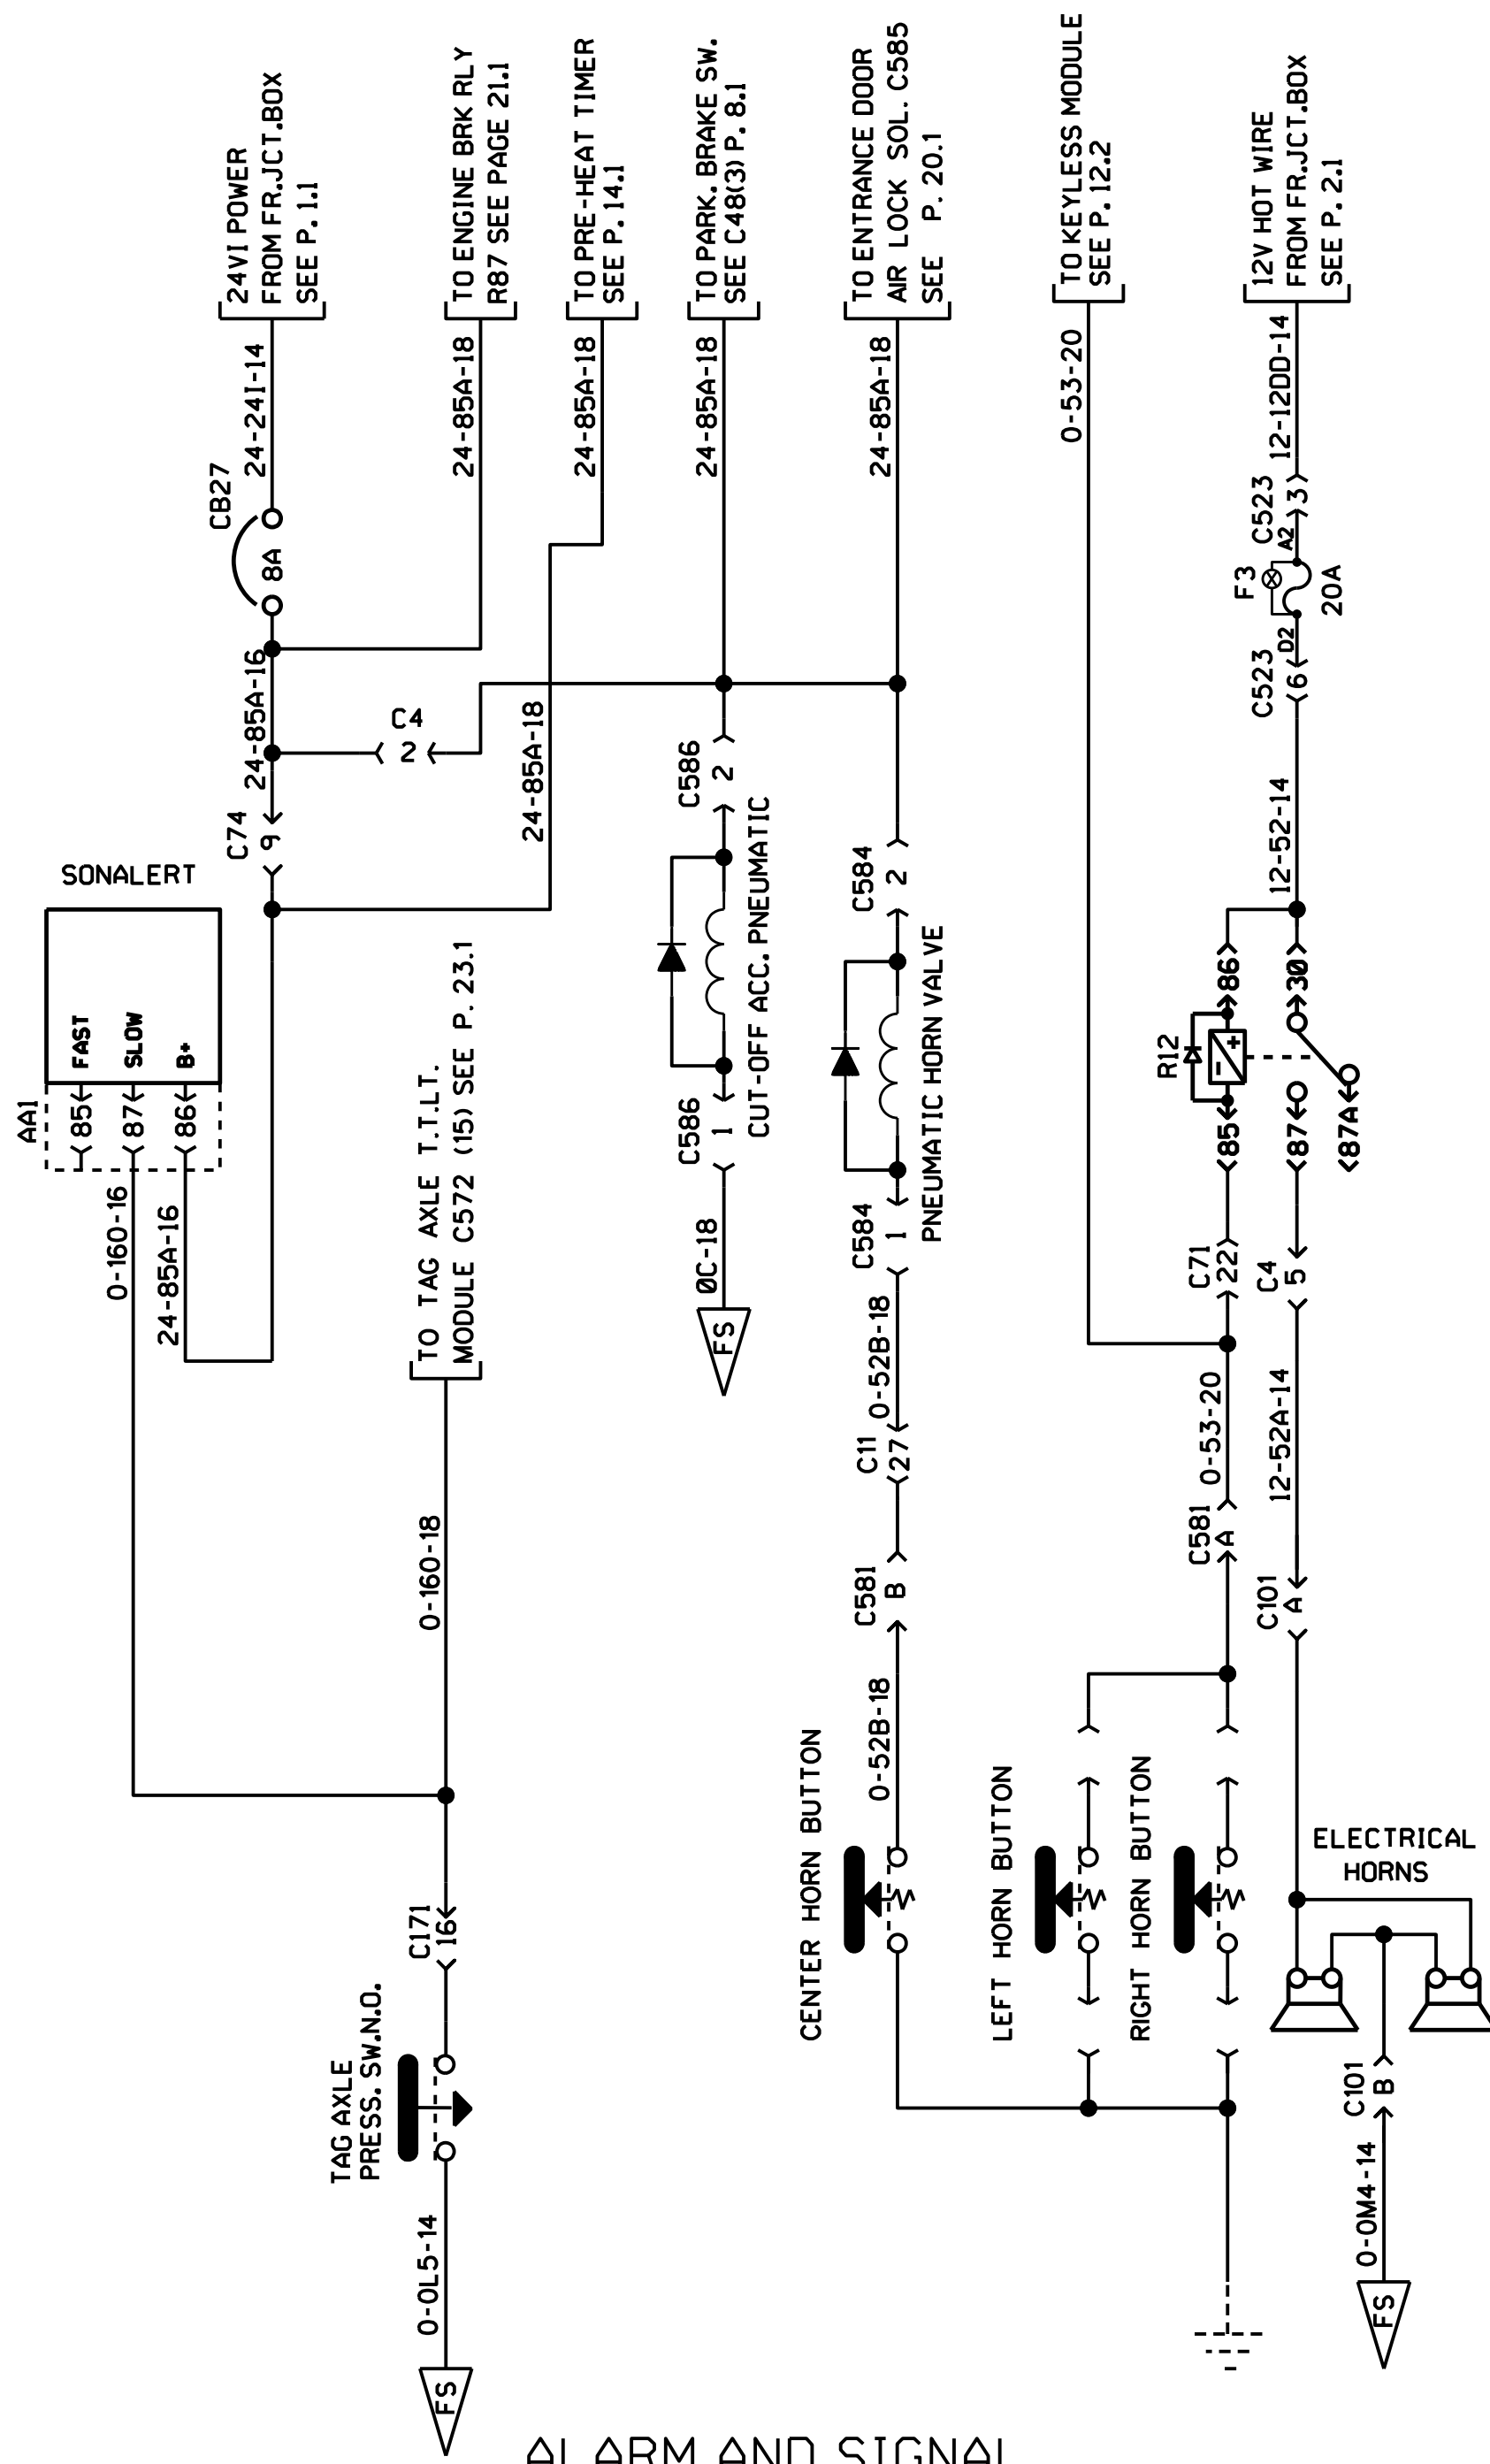 24VI POWER
FROM FR.JCT.BOX
SEE P. 1.1
TO ENGINE BRK RLY
R87 SEE PAGE 21.1
TO PRE-HEAT TIMER
SEE P. 14.1
TO PARK. BRAKE SW.
SEE C48(3) P. 8.1
TO ENTRANCE DOOR
AIR LOCK SOL. C585
SEE P. 20.1
TO KEYLESS MODULE
SEE P. 12.2
12V HOT WIRE
FROM FR.JCT.BOX
SEE P. 2.1
24-24I-14
24-85A-18
24-85A-18
24-85A-18
24-85A-18
0-53-20
12-12DD-14
CB27
8A
C523
3
A2
F3
20A
D2
C523
6
24-85A-16
C4
2
24-85A-18
C586
2
12-52-14
C74
9
C584
2
SONALERT
FAST
SLOW
B+
AA1
85
87
86
CUT-OFF ACC. PNEUMATIC
PNEUMATIC HORN VALVE
86
30
R12
85
87
87A
TO TAG AXLE T.T.LT.
MODULE C572 (15) SEE P. 23.1
C586
1
0-160-16
24-85A-16
0C-18
FS
C584
1
C71
22
C4
5
0-52B-18
0-53-20
12-52A-14
C11
27
0-160-18
C581
B
C581
A
C101
A
0-52B-18
CENTER HORN BUTTON
LEFT HORN BUTTON
RIGHT HORN BUTTON
ELECTRICAL
HORNS
C171
16
TAG AXLE
PRESS. SW.N.O.
C101
B
0-0L5-14
0-0M4-14
FS
FS
ALARM AND SIGNAL